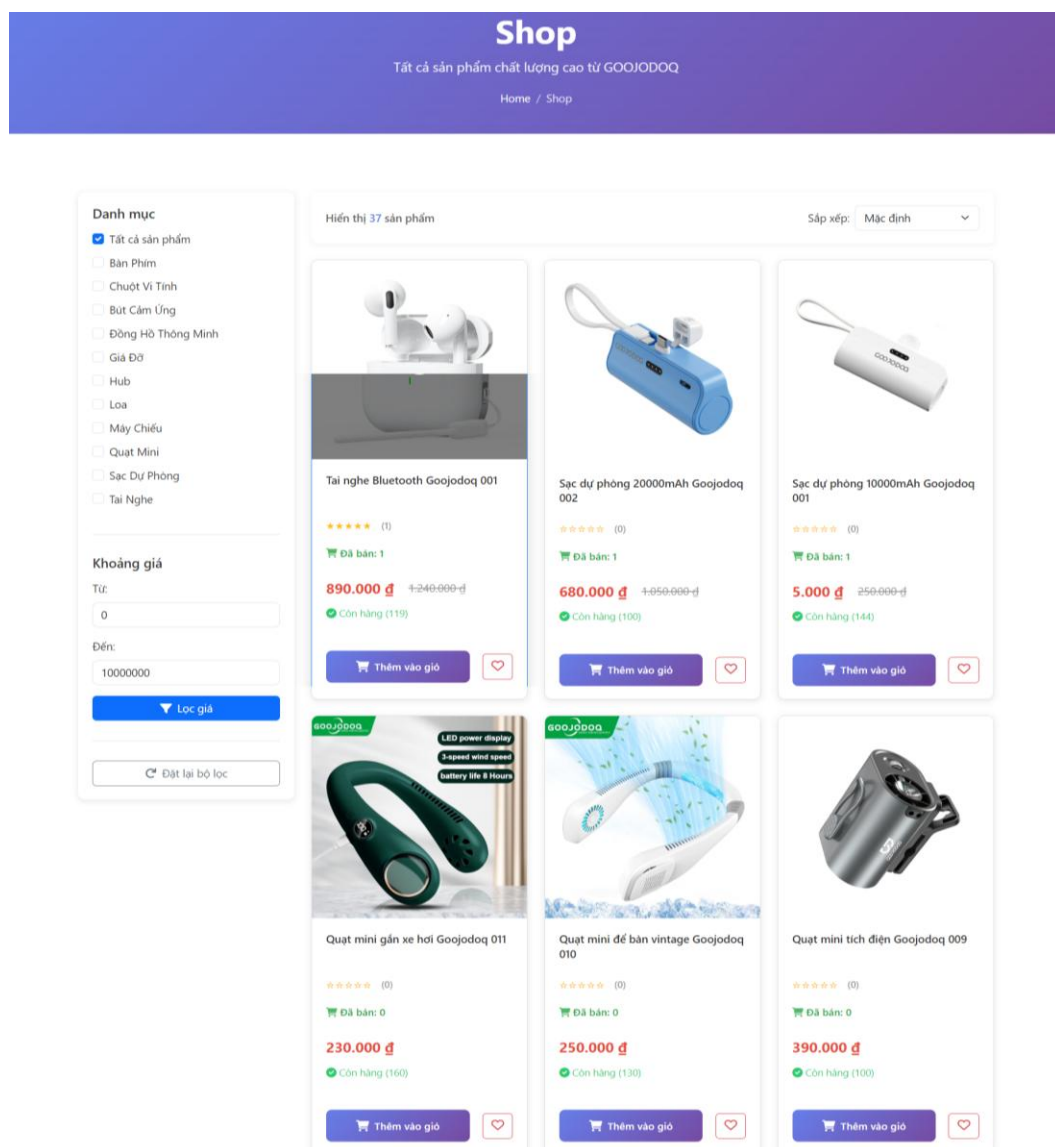 Shop
Tất cả sản phẩm chất lượng cao từ GOOJODOQ
Home / Shop
Danh mục
Tất cả sản phẩm
Bàn Phím
Chuột Vi Tính
Bút Cảm Ứng
Đồng Hồ Thông Minh
Giá Đỡ
Hub
Loa
Máy Chiếu
Quạt Mini
Sạc Dự Phòng
Tai Nghe
Khoảng giá
Từ:
0
Đến:
10000000
Lọc giá
Đặt lại bộ lọc
Hiển thị 37 sản phẩm
Sắp xếp: Mặc định
Tai nghe Bluetooth Goojodoq 001
(1)
Đã bán: 1
890.000 ₫ 1.240.000 ₫
Còn hàng (119)
Thêm vào giỏ
GOOJODOQ
Sạc dự phòng 20000mAh Goojodoq
002
(0)
Đã bán: 1
680.000 ₫ 1.050.000 ₫
Còn hàng (100)
Thêm vào giỏ
GOOJODOQ
Sạc dự phòng 10000mAh Goojodoq
001
(0)
Đã bán: 1
5.000 ₫ 250.000 ₫
Còn hàng (144)
Thêm vào giỏ
GOOJODOQ
LED power display
3-speed wind speed
battery life 8 Hours
Quạt mini gắn xe hơi Goojodoq 011
(0)
Đã bán: 0
230.000 ₫
Còn hàng (160)
Thêm vào giỏ
GOOJODOQ
Quạt mini để bàn vintage Goojodoq
010
(0)
Đã bán: 0
250.000 ₫
Còn hàng (130)
Thêm vào giỏ
Quạt mini tích điện Goojodoq 009
(0)
Đã bán: 0
390.000 ₫
Còn hàng (100)
Thêm vào giỏ